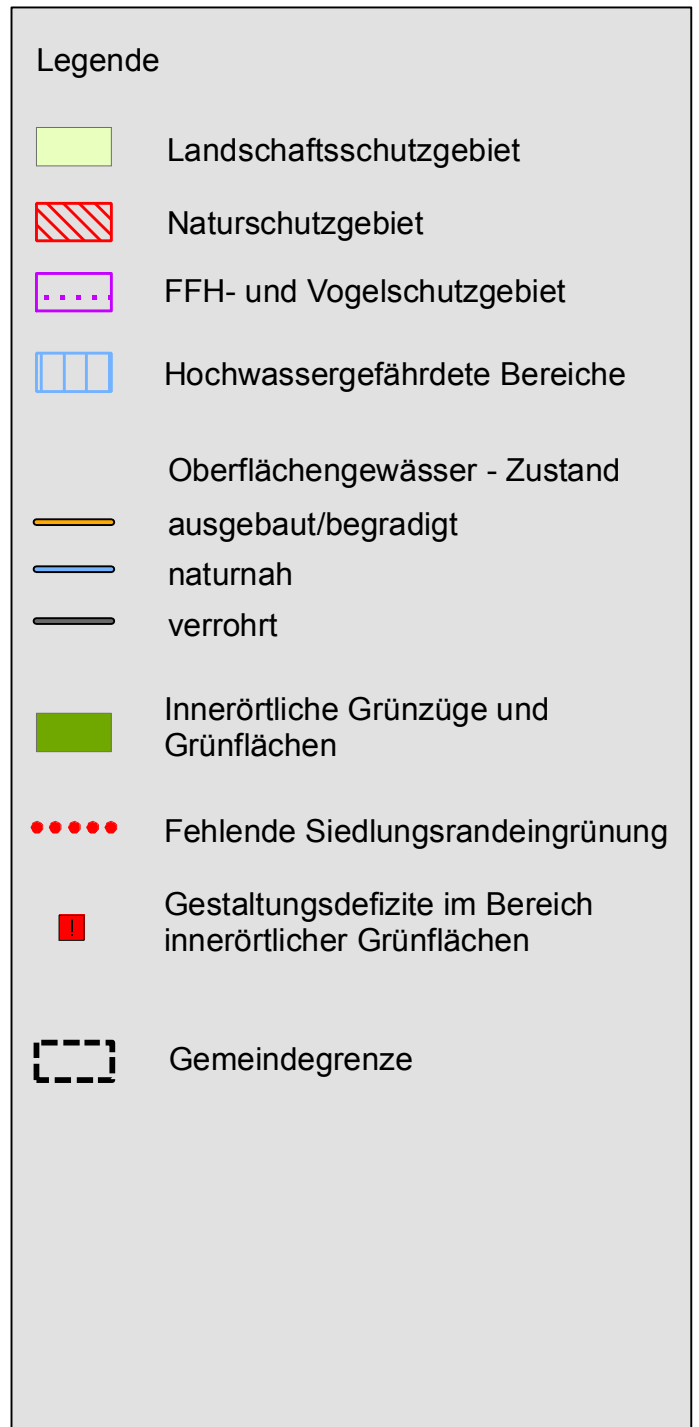 Legende
Landschaftsschutzgebiet
Naturschutzgebiet
FFH- und Vogelschutzgebiet
Hochwassergefährdete Bereiche
Oberflächengewässer - Zustand
ausgebaut/begradigt
naturnah
verrohrt
Innerörtliche Grünzüge und
Grünflächen
Fehlende Siedlungsrandeingrünung
!
Gestaltungsdefizite im Bereich
innerörtlicher Grünflächen
Gemeindegrenze